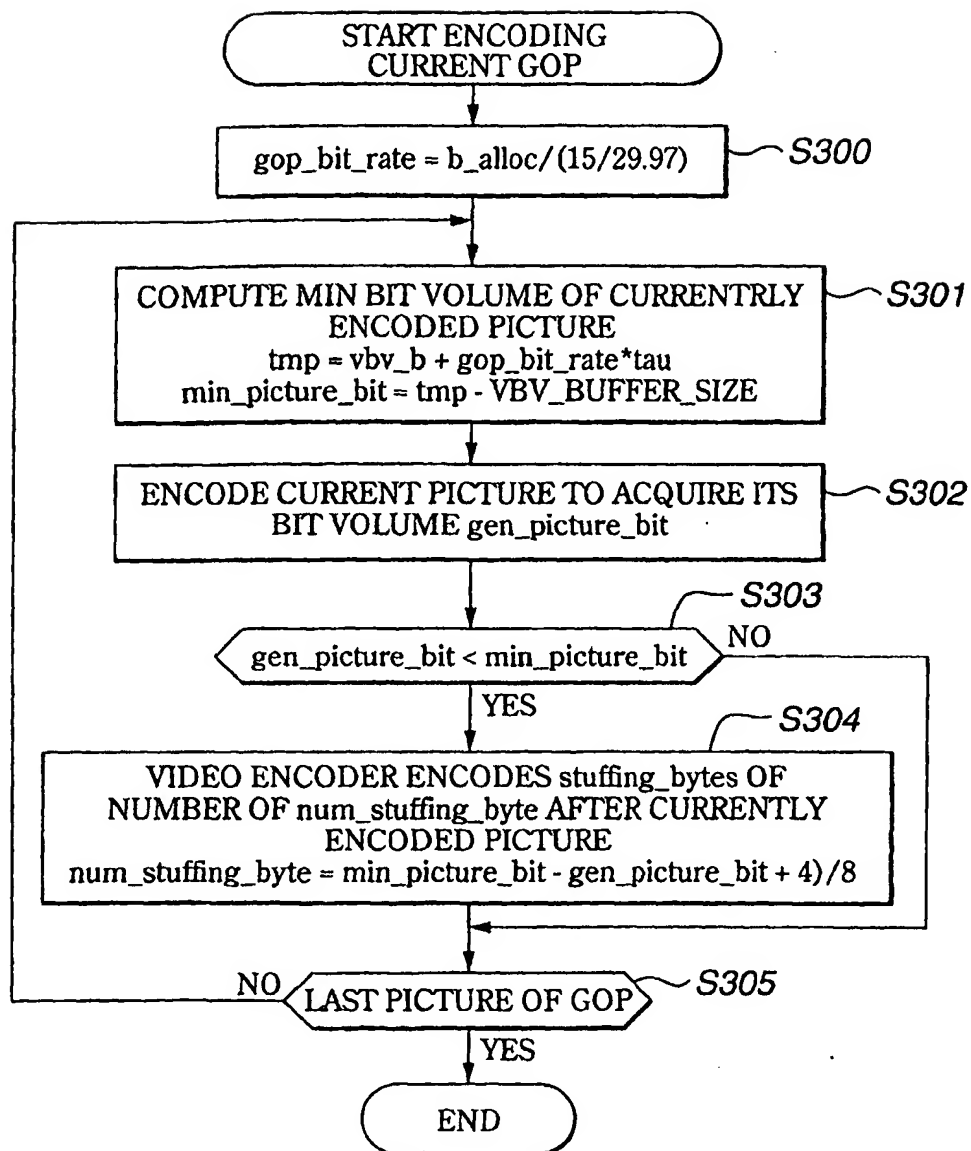 START ENCODING
CURRENT GOP
gop_bit_rate = b_alloc/(15/29.97)
S300
COMPUTE MIN BIT VOLUME OF CURRENTRLY
ENCODED PICTURE
tmp = vbv_b + gop_bit_rate*tau
min_picture_bit = tmp - VBV_BUFFER_SIZE
S301
ENCODE CURRENT PICTURE TO ACQUIRE ITS
BIT VOLUME gen_picture_bit
S302
S303
gen_picture_bit < min_picture_bit
NO
YES
S304
VIDEO ENCODER ENCODES stuffing_bytes OF
NUMBER OF num_stuffing_byte AFTER CURRENTLY
ENCODED PICTURE
num_stuffing_byte = min_picture_bit - gen_picture_bit + 4)/8
NO
LAST PICTURE OF GOP
S305
YES
END